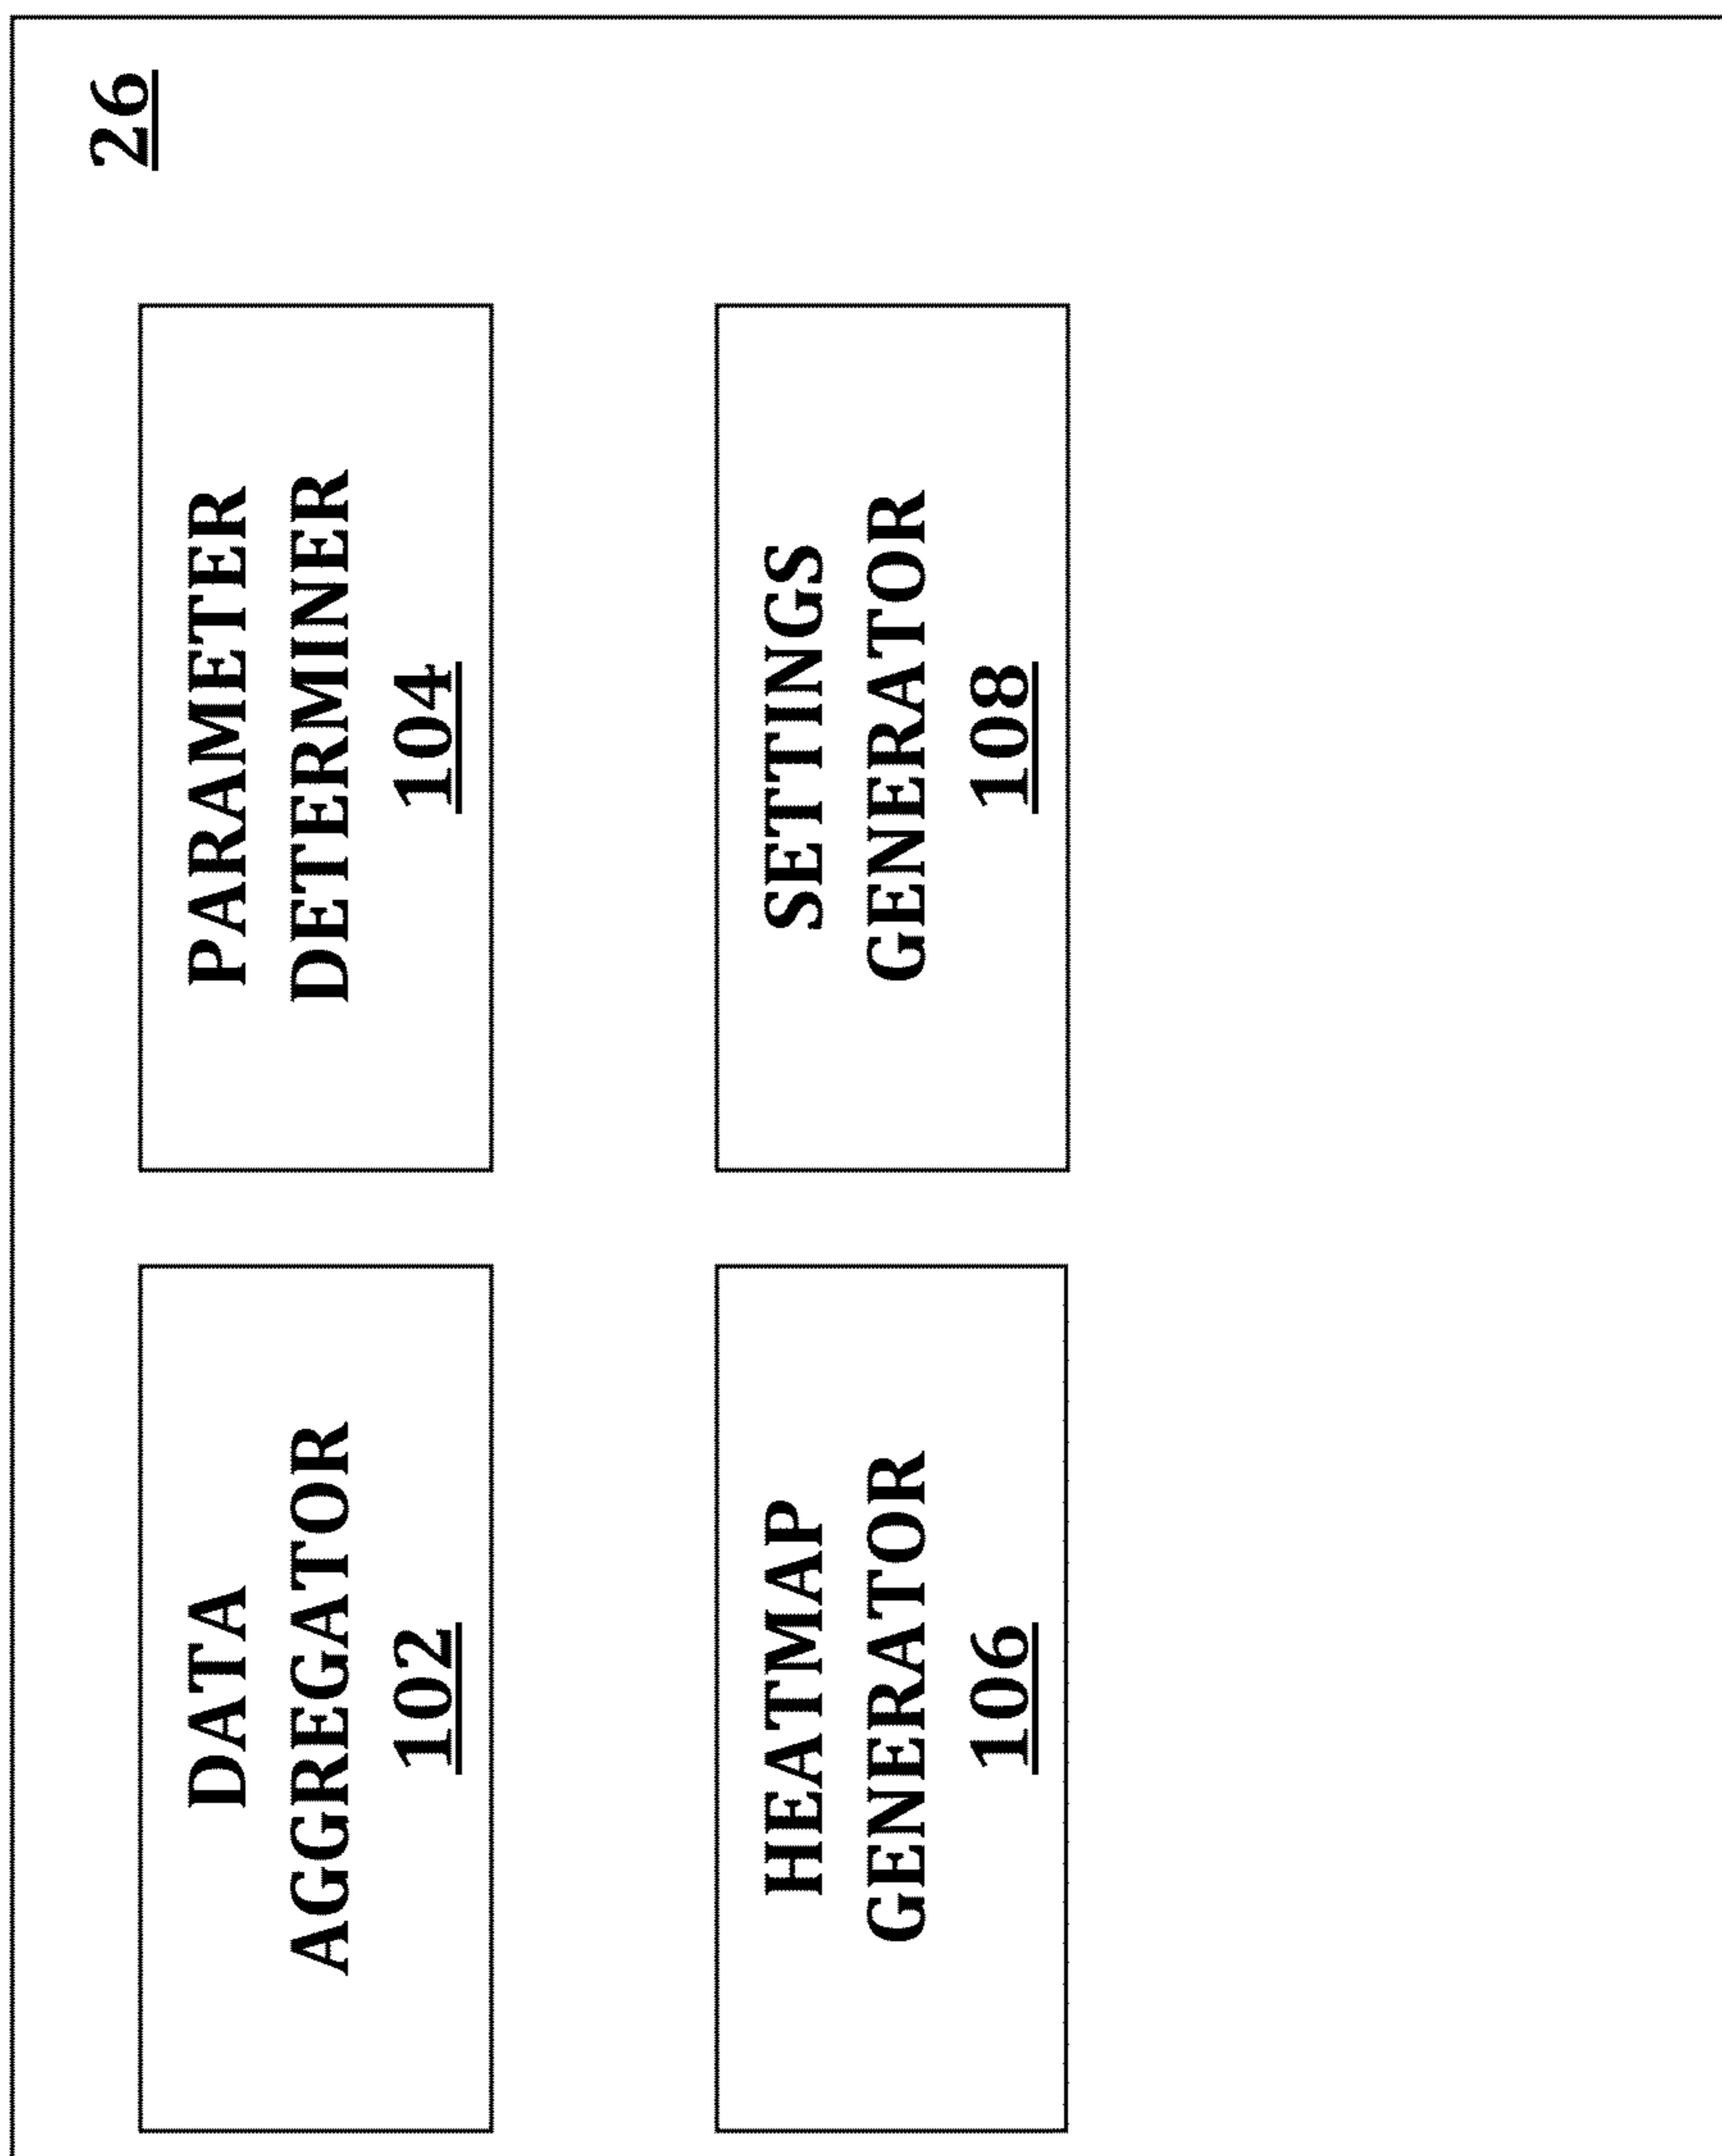 26
DATA
AGGREGATOR
102
PARAMETER
DETERMINER
104
HEATMAP
GENERATOR
106
SETTINGS
GENERATOR
108